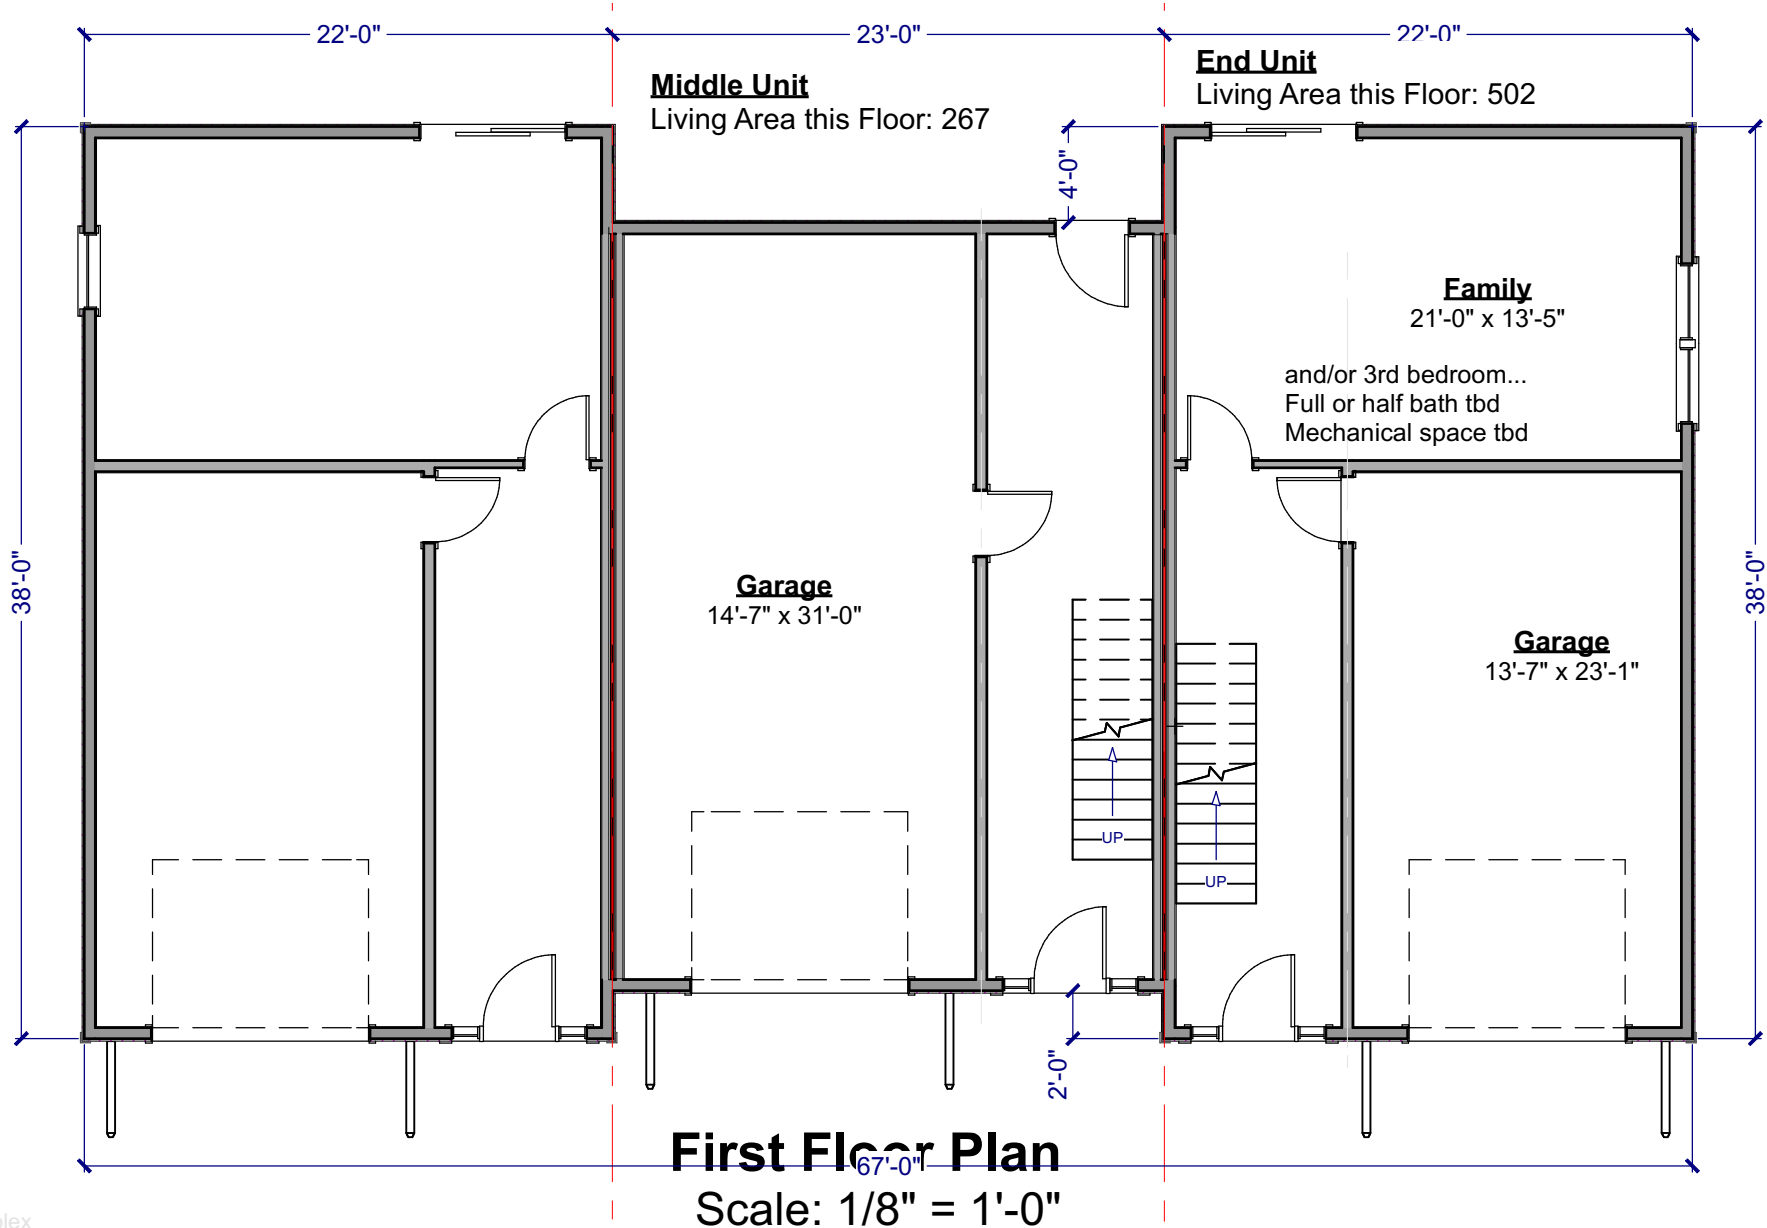 22'-0"
23'-0"
22'-0"
Middle Unit
Living Area this Floor: 267
End Unit
Living Area this Floor: 502
4'-0"
Family
21'-0" x 13'-5"
and/or 3rd bedroom...
Full or half bath tbd
Mechanical space tbd
38'-0"
38'-0"
Garage
14'-7" x 31'-0"
Garage
13'-7" x 23'-1"
UP
UP
2'-0"
First Floor Plan
67'-0"
Scale: 1/8" = 1'-0"